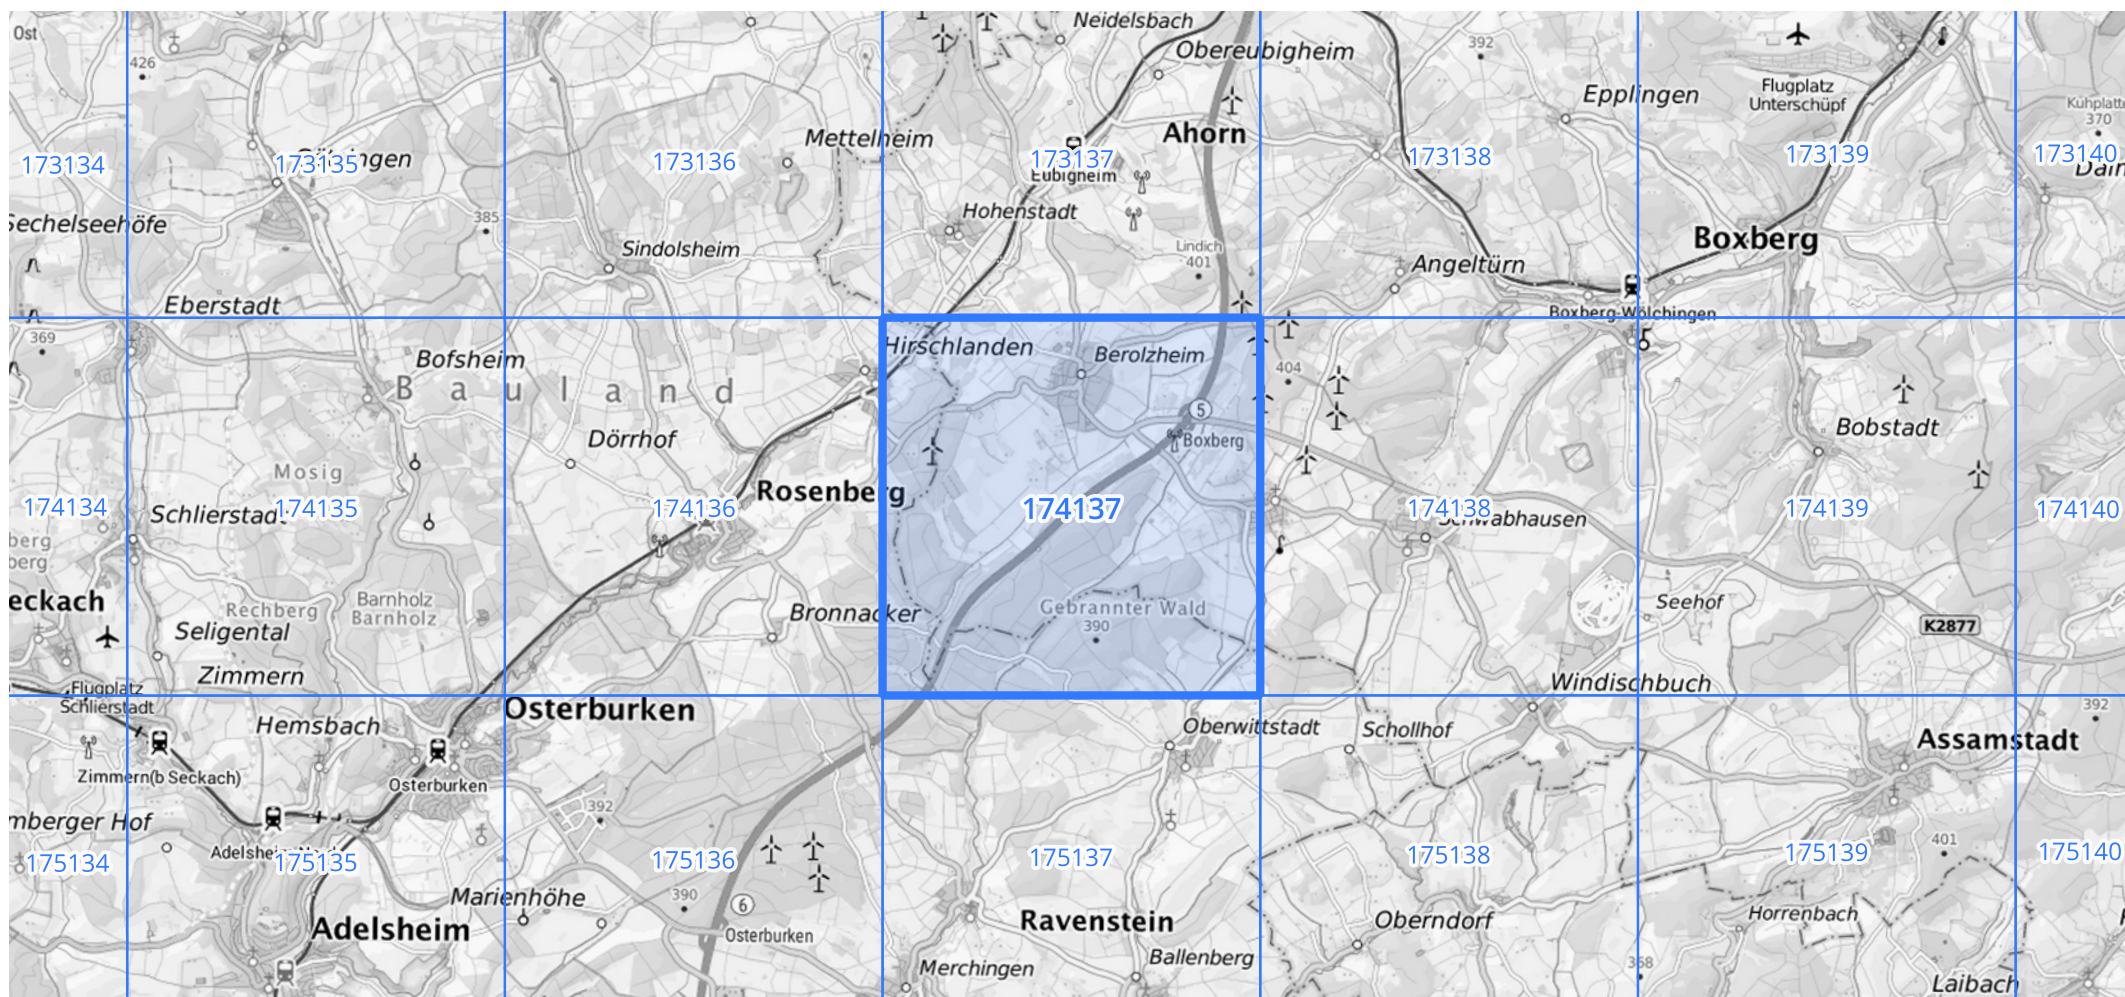 Neidelsbach
Ost
426
Obereubigheim
392
Epplingen
Flugplatz
Unterschüpf
370
Ahorn
Mettelheim
173134
173135
173136
173137
173138
173139
173140
Eubigheim
Sechelseehöfe
385
Hohenstadt
Sindolsheim
Lindich
401
Angeltürn
Boxberg
Eberstadt
Boxberg-Wölchingen
369
Bofsheim
Hirschlanden
Berolzheim
404
Bauland
5
Boxberg
Dörrhof
Bobstadt
Mosig
Rosenberg
174134
Schlierstadt
174135
174136
174137
174138
Schwabhausen
174139
174140
berg
berg
eckach
Rechberg
Barnholz
Barnholz
Seligental
Bronnacker
Gebrannter Wald
390
Seehof
K2877
Zimmern
Windischbuch
Flugplatz
Schlierstadt
Osterburken
Hemsbach
Oberwittstadt
Schollhof
392
Assamstadt
Zimmern(b Seckach)
Osterburken
392
mberger Hof
401
175134
175135
175136
175137
175138
175139
175140
Marienhöhe
390
6
Osterburken
Adelsheim
Ravenstein
Oberndorf
Horrenbach
Merchingen
Ballenberg
368
Laibach